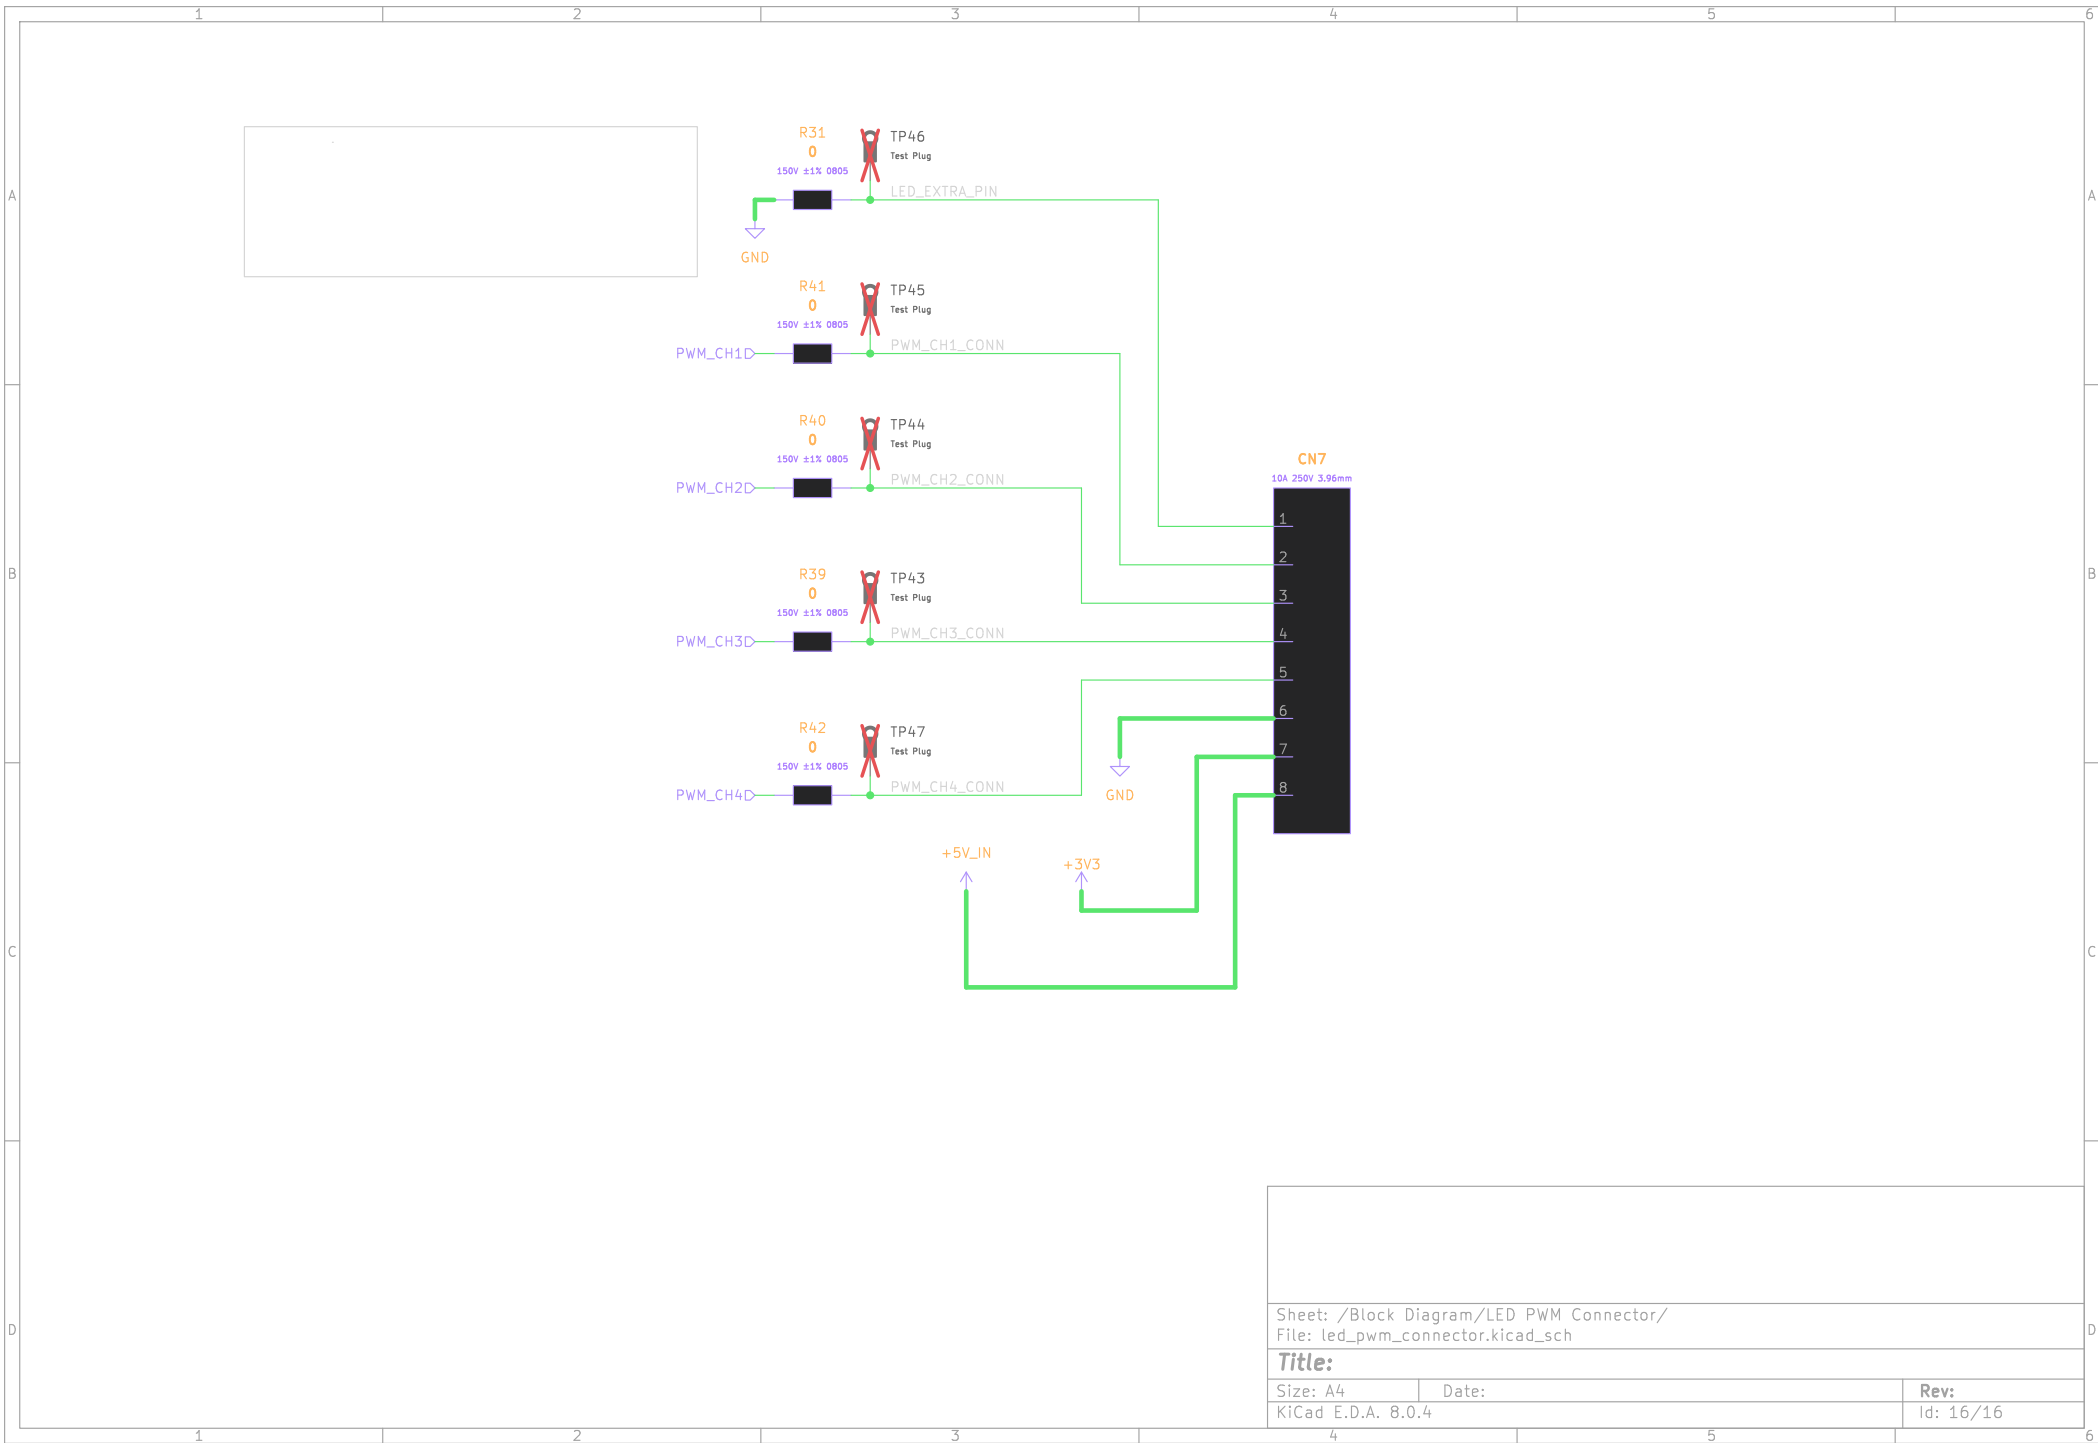 1 2 3 4 5 6
A A
R31
0
150V ±1% 0805
TP46
Test Plug
LED_EXTRA_PIN
GND
R41
0
150V ±1% 0805
TP45
Test Plug
PWM_CH1
PWM_CH1_CONN
R40
0
150V ±1% 0805
TP44
Test Plug
PWM_CH2
PWM_CH2_CONN
CN7
10A 250V 3.96mm
1
2
3
4
5
6
7
8
B B
R39
0
150V ±1% 0805
TP43
Test Plug
PWM_CH3
PWM_CH3_CONN
R42
0
150V ±1% 0805
TP47
Test Plug
PWM_CH4
PWM_CH4_CONN
GND
+5V_IN
+3V3
C C
D D
Sheet: /Block Diagram/LED PWM Connector/
File: led_pwm_connector.kicad_sch
Title:
Size: A4 Date: Rev:
KiCad E.D.A. 8.0.4 Id: 16/16
1 2 3 4 5 6